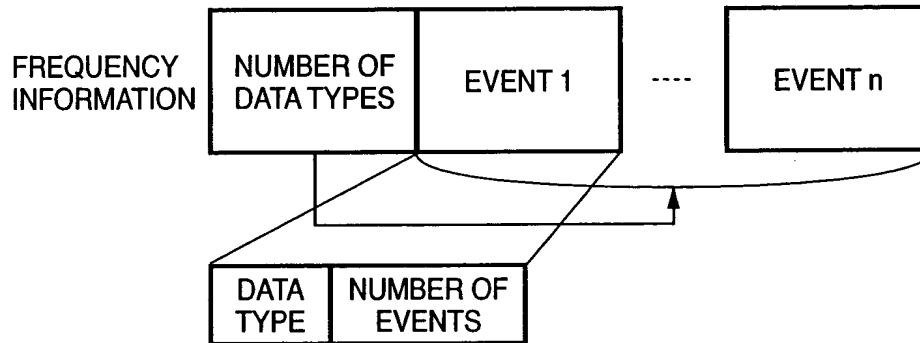 FREQUENCY
INFORMATION
NUMBER OF
DATA TYPES
EVENT 1
----
EVENT n
DATA
TYPE
NUMBER OF
EVENTS